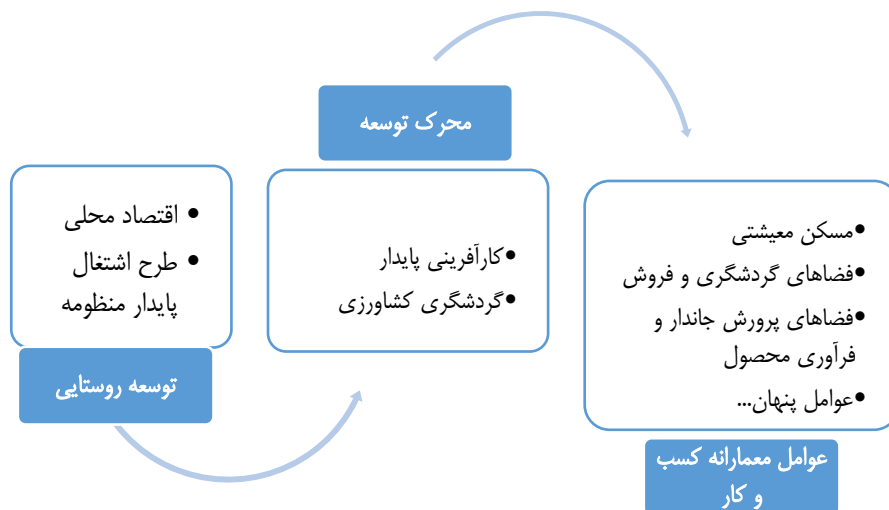 محرک توسعه
• اقتصاد محلی
• طرح اشتغال
پایدار منظومه
توسعه روستایی
•کارآفرینی پایدار
•گردشگری کشاورزی
•مسکن معیشتی
•فضاهای گردشگری و فروش
•فضاهای پرورش جاندار و
فرآوری محصول
•عوامل پنهان...
عوامل معمارانه کسب
و کار